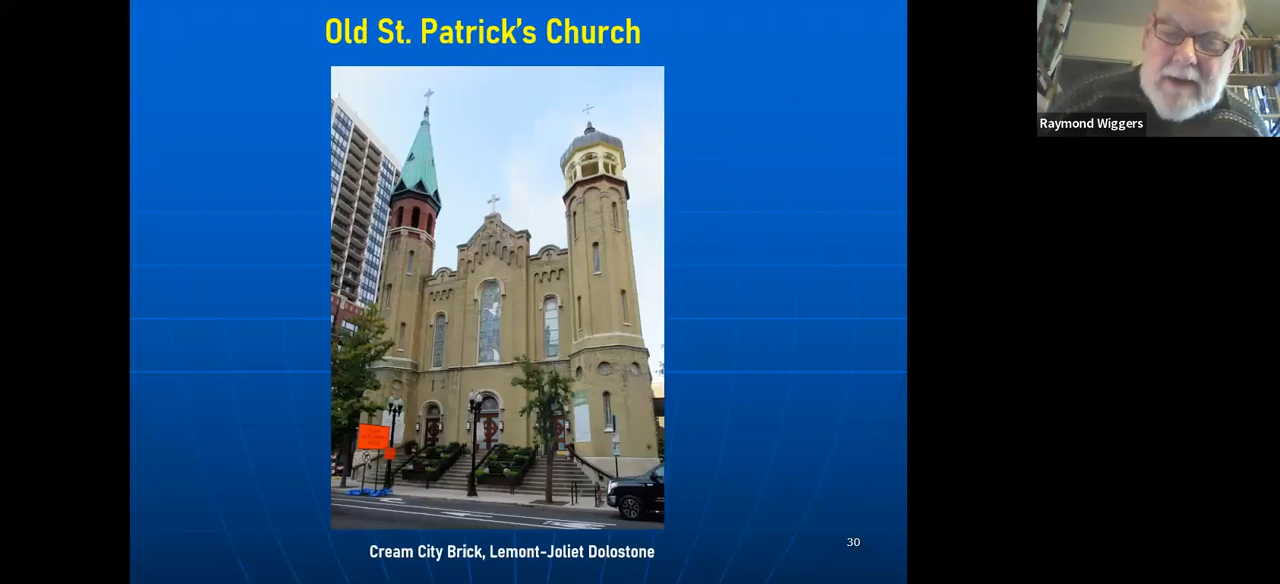 Old St. Patrick's Church
Raymond Wiggers
30
Cream City Brick, Lemont-Joliet Dolostone